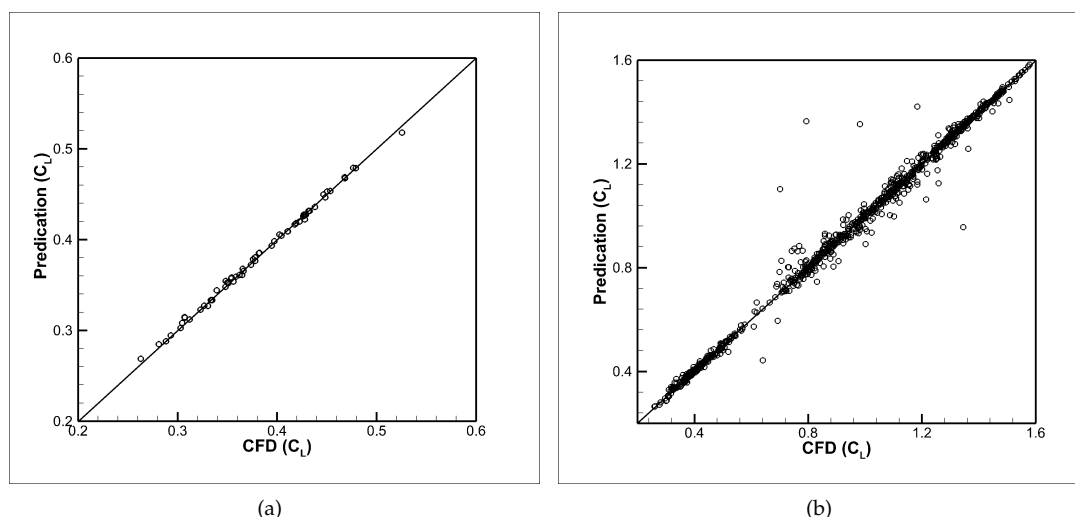 0.6
0.5
0.4
0.3
0.2
0.2 0.3 0.4 0.5 0.6
Predication (C_L)
CFD (C_L)
(a)
1.6
1.2
0.8
0.4
0.4 0.8 1.2 1.6
Predication (C_L)
CFD (C_L)
(b)